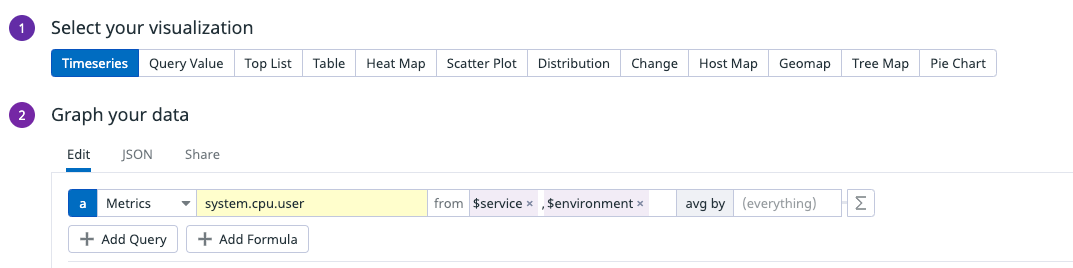 1 Select your visualization
Timeseries Query Value Top List Table Heat Map Scatter Plot Distribution Change Host Map Geomap Tree Map Pie Chart
2 Graph your data
Edit JSON Share
a Metrics system.cpu.user from $service × , $environment × avg by (everything) Σ
+ Add Query + Add Formula